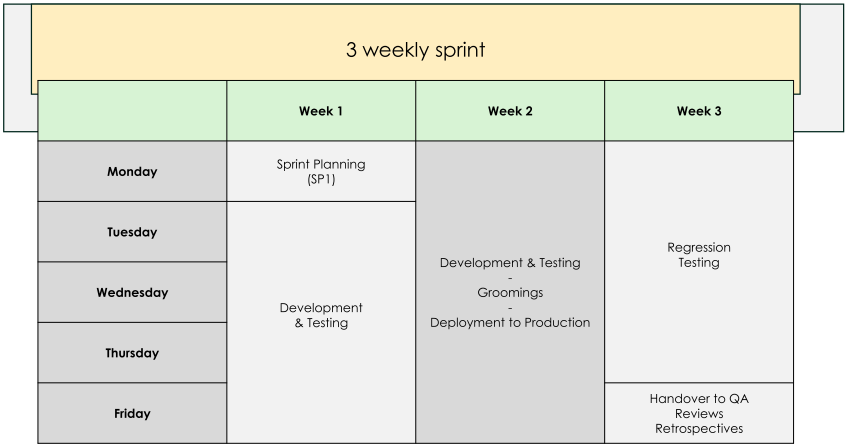 3 weekly sprint
Week 1
Week 2
Week 3
Monday
Sprint Planning
(SP1)
Tuesday
Wednesday
Thursday
Friday
Development
& Testing
Development & Testing
-
Groomings
-
Deployment to Production
Regression
Testing
Handover to QA
Reviews
Retrospectives